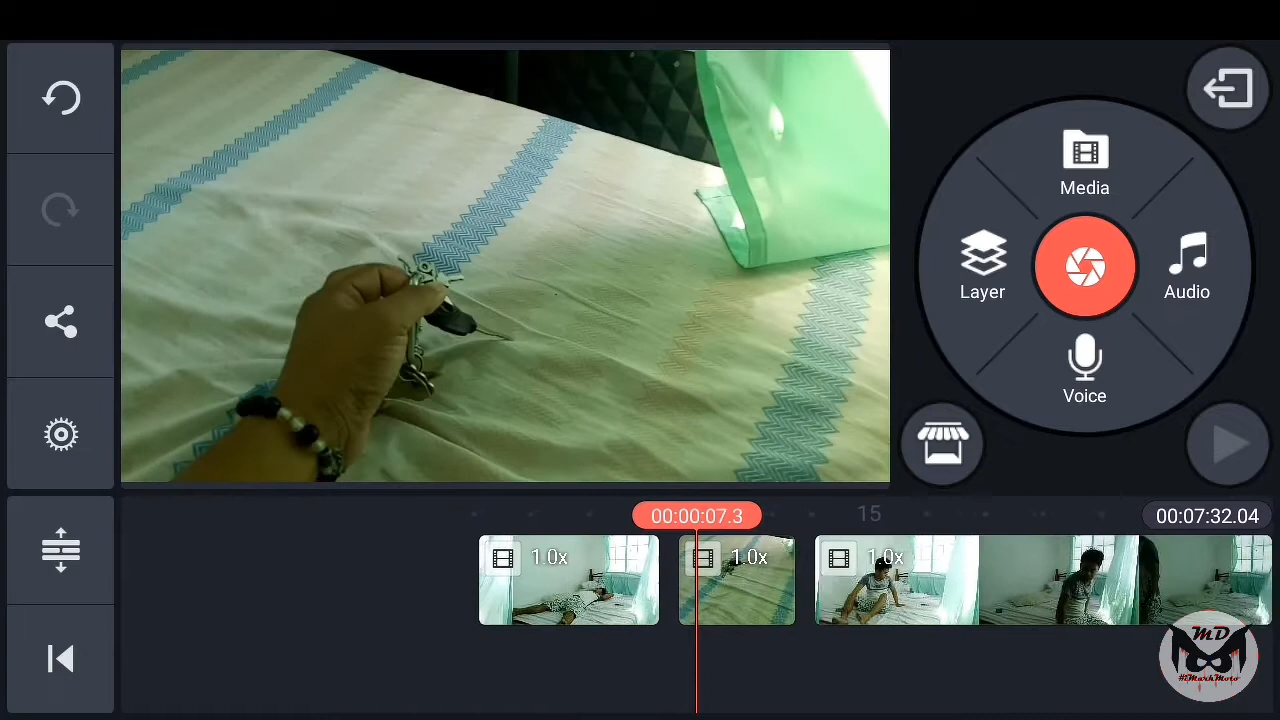 Media
Layer
Audio
Voice
00:00:07.3
15
00:07:32.04
1.0x
1.0x
1.0x
MD
#iMarkMoto